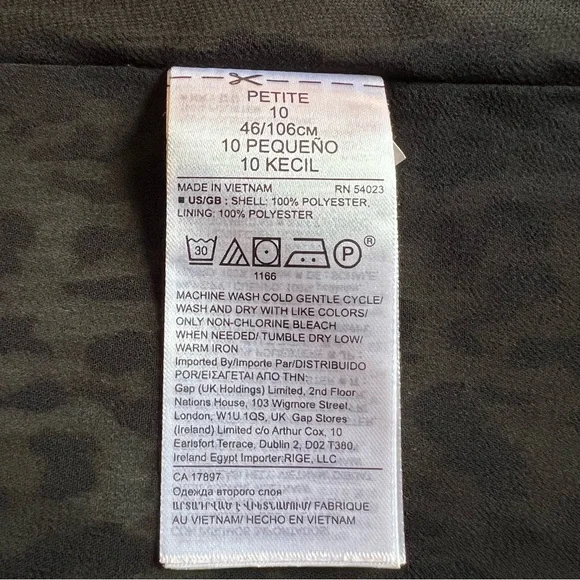 PETITE
10
46/106CM
10 PEQUEÑO
10 KECIL
MADE IN VIETNAM RN 54023
■ US/GB : SHELL: 100% POLYESTER,
LINING: 100% POLYESTER
30 P ®
1166
MACHINE WASH COLD GENTLE CYCLE/
WASH AND DRY WITH LIKE COLORS/
ONLY NON-CHLORINE BLEACH
WHEN NEEDED/ TUMBLE DRY LOW/
WARM IRON
Imported By/Importe Par/DISTRIBUIDO
POR/ΕΙΣΑΓΕΤΑΙ ΑΠΟ ΤΗΝ:
Gap (UK Holdings) Limited, 2nd Floor
Nations House, 103 Wigmore Street,
London, W1U 1QS, UK Gap Stores
(Ireland) Limited c/o Arthur Cox, 10
Earlsfort Terrace, Dublin 2, D02 T380,
Ireland Egypt Importer:RIGE, LLC
CA 17897
Одежда второго слоя
ԱՐՏԱԴՐՎԱԾ Է ՎԻԵՏՆԱՄՈՒՄ/ FABRIQUE
AU VIETNAM/ HECHO EN VIETNAM